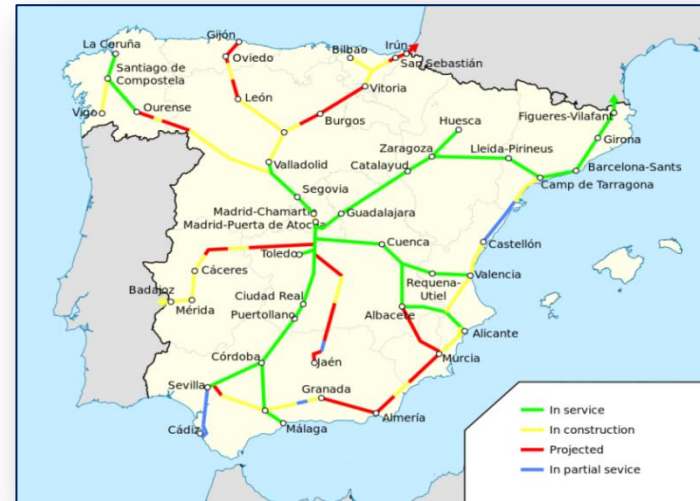 Gijón
La Coruña
Oviedo
Bilbao
Irún
San Sebastián
Santiago de
Compostela
León
Vitoria
Vigo
Ourense
Burgos
Huesca
Figueres-Vilafant
Zaragoza
Lleida-Pirineus
Girona
Valladolid
Catalayud
Barcelona-Sants
Camp de Tarragona
Segovia
Madrid-Chamartín
Guadalajara
Madrid-Puerta de Atocha
Toledo
Cuenca
Castellón
Cáceres
Requena-
Utiel
Valencia
Badajoz
Mérida
Ciudad Real
Puertollano
Albacete
Alicante
Córdoba
Jaén
Murcia
Sevilla
Granada
Almería
Cádiz
Málaga
In service
In construction
Projected
In partial sevice